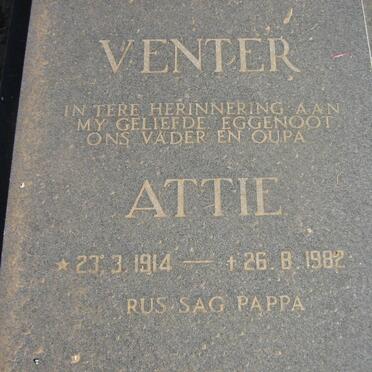 VENTER
IN TERE HERINNERING AAN
MY GELIEFDE EGGENOOT
ONS VADER EN OUPA
ATTIE
* 23.3.1914 — † 26.8.1982
RUS SAG PAPPA